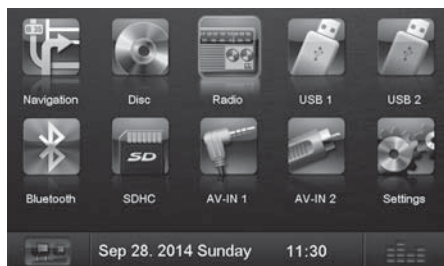 Navigation Disc Radio USB 1 USB 2
SD
Bluetooth SDHC AV-IN 1 AV-IN 2 Settings
Sep 28. 2014 Sunday 11:30